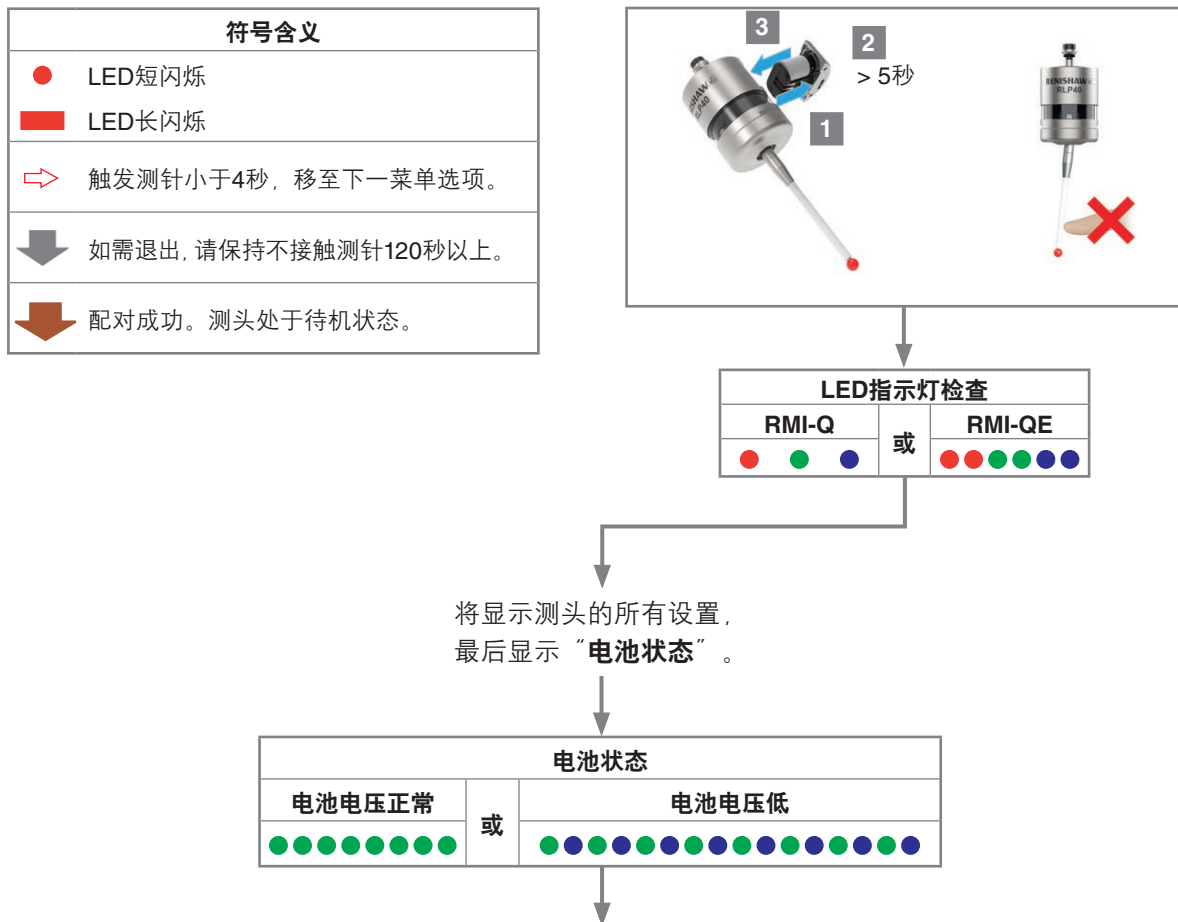 符号含义
LED短闪烁
LED长闪烁
触发测针小于4秒，移至下一菜单选项。
如需退出，请保持不接触测针120秒以上。
配对成功。测头处于待机状态。
3
2
> 5秒
1
RENISHAW
RLP40
RENISHAW
RLP40
LED指示灯检查
RMI-Q
或
RMI-QE
将显示测头的所有设置，
最后显示“电池状态”。
电池状态
电池电压正常
或
电池电压低